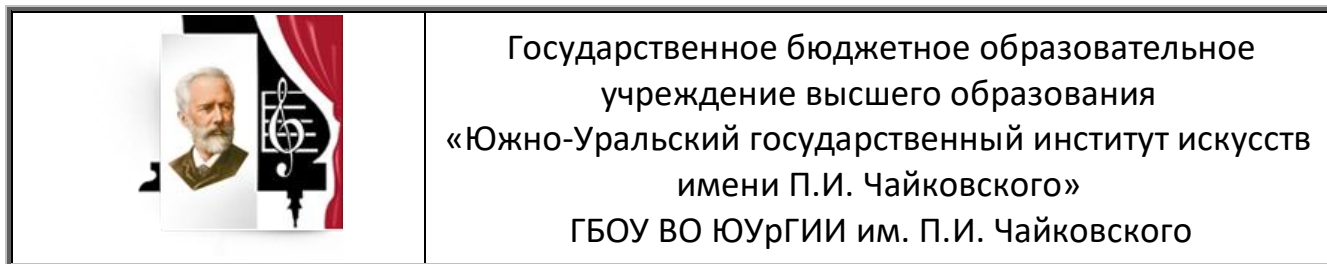 Государственное бюджетное образовательное
учреждение высшего образования
«Южно-Уральский государственный институт искусств
имени П.И. Чайковского»
ГБОУ ВО ЮУрГИИ им. П.И. Чайковского